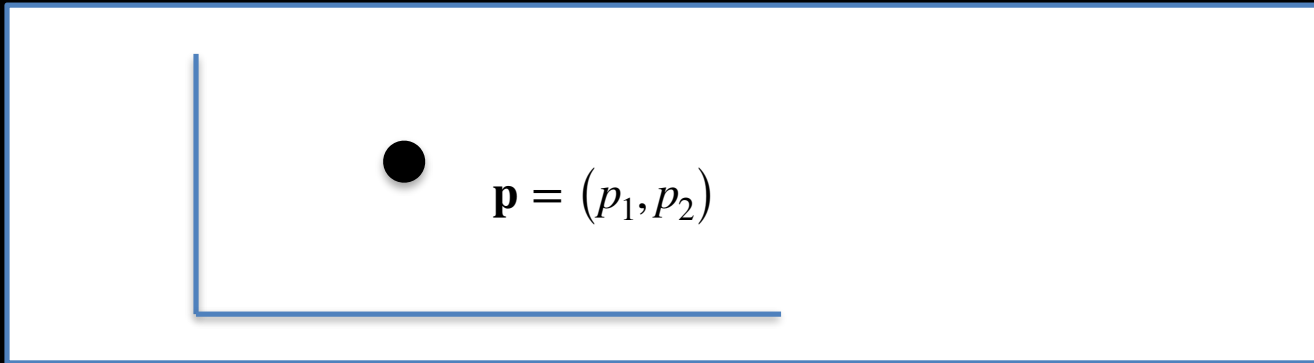 p = (p₁, p₂)